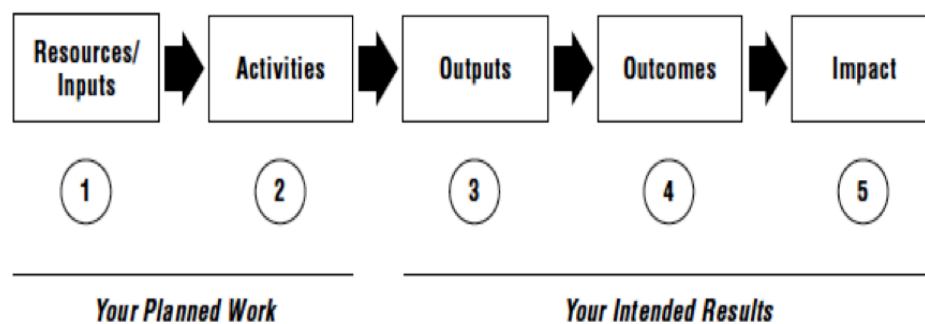 Resources/
Inputs
Activities
Outputs
Outcomes
Impact
1
2
3
4
5
Your Planned Work
Your Intended Results